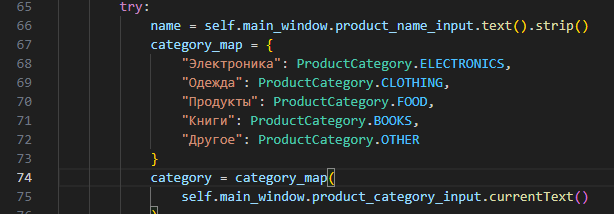 65 try:
66 name = self.main_window.product_name_input.text().strip()
67 category_map = {
68 "Электроника": ProductCategory.ELECTRONICS,
69 "Одежда": ProductCategory.CLOTHING,
70 "Продукты": ProductCategory.FOOD,
71 "Книги": ProductCategory.BOOKS,
72 "Другое": ProductCategory.OTHER
73 }
74 category = category_map(
75 self.main_window.product_category_input.currentText()
76 )